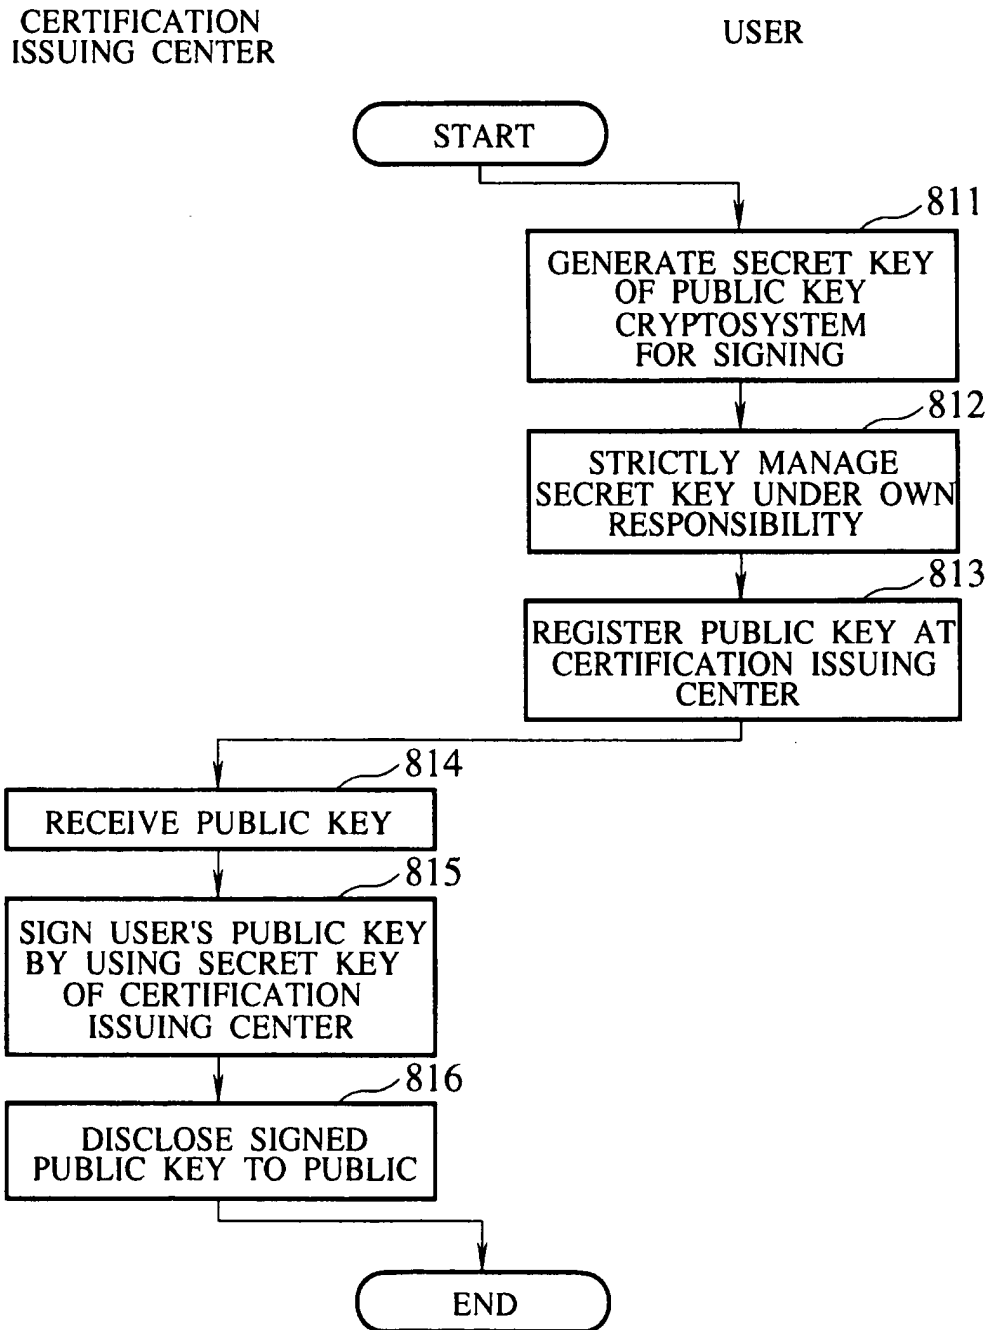 CERTIFICATION
ISSUING CENTER
USER
START
811
GENERATE SECRET KEY
OF PUBLIC KEY
CRYPTOSYSTEM
FOR SIGNING
812
STRICTLY MANAGE
SECRET KEY UNDER OWN
RESPONSIBILITY
813
REGISTER PUBLIC KEY AT
CERTIFICATION ISSUING
CENTER
814
RECEIVE PUBLIC KEY
815
SIGN USER'S PUBLIC KEY
BY USING SECRET KEY
OF CERTIFICATION
ISSUING CENTER
816
DISCLOSE SIGNED
PUBLIC KEY TO PUBLIC
END